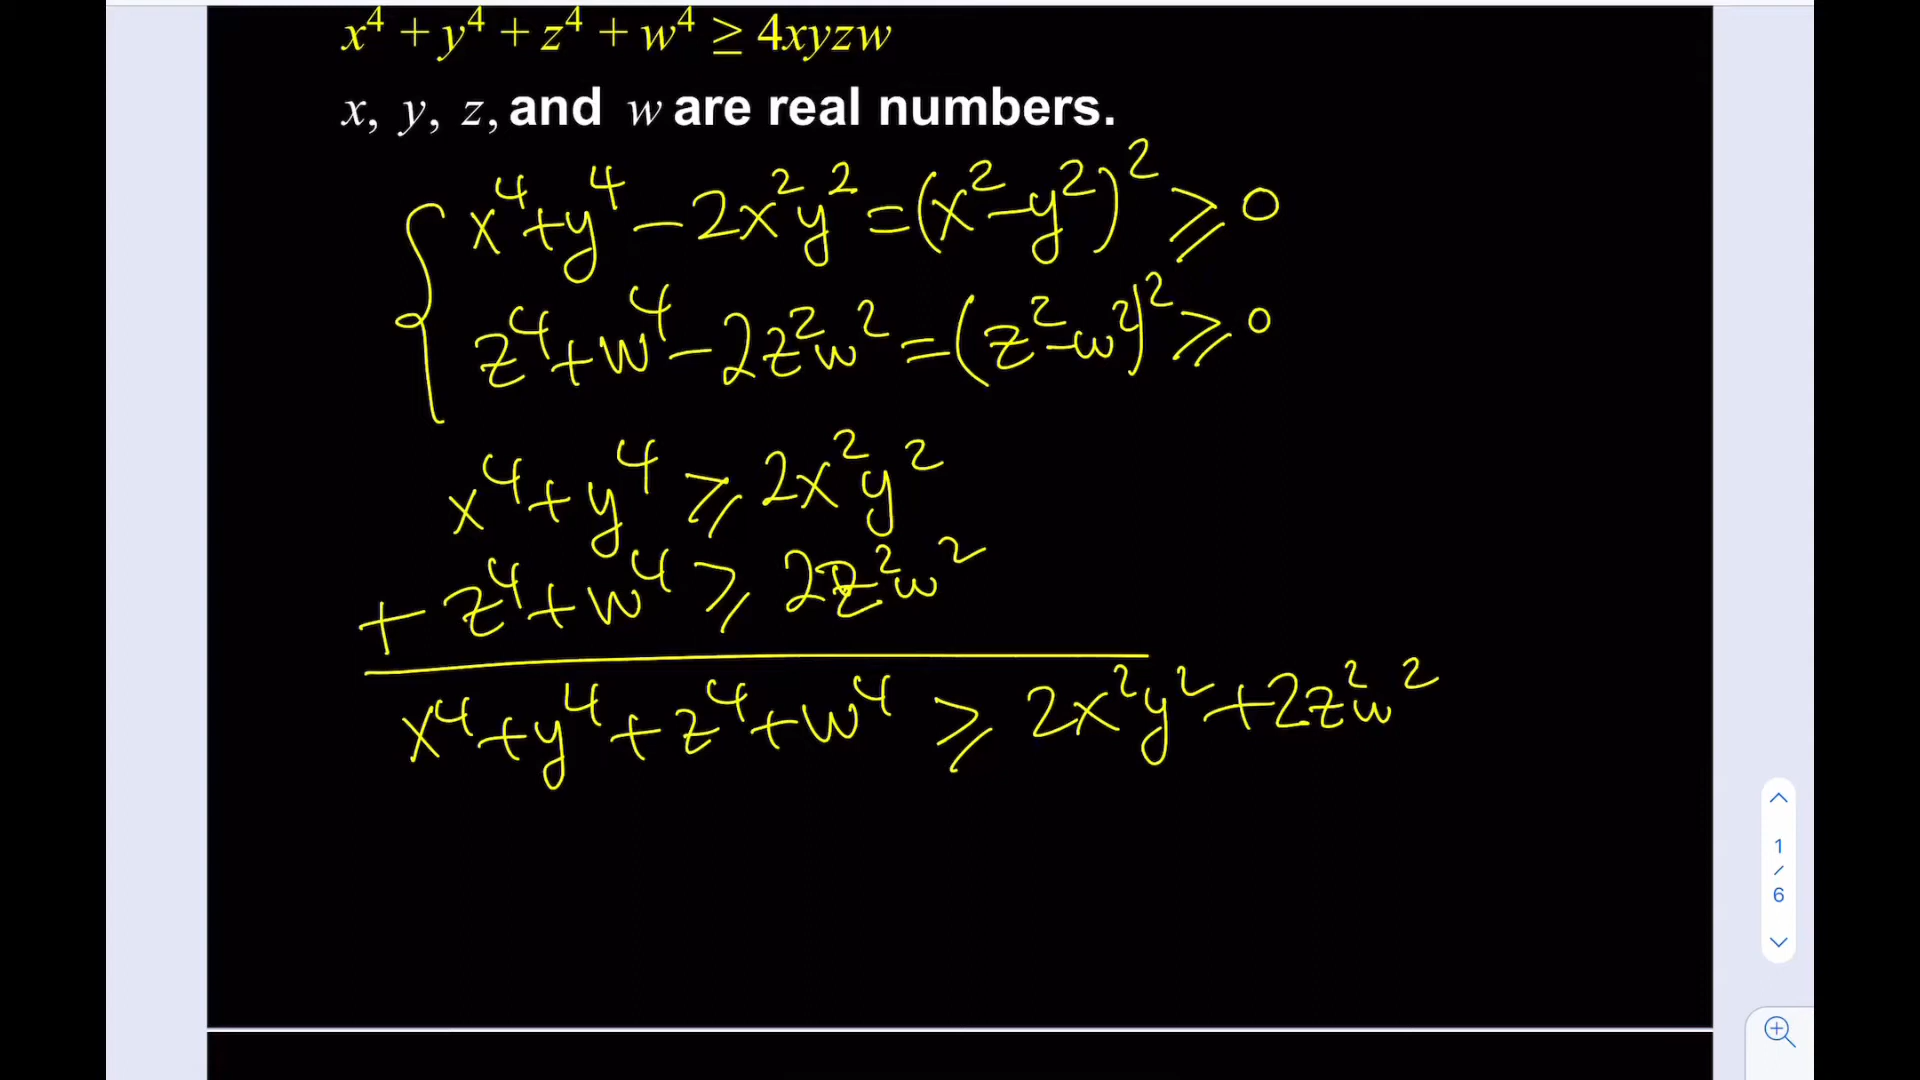 x⁴ + y⁴ + z⁴ + w⁴ ≥ 4xyzw
x, y, z, and w are real numbers.
x⁴+y⁴-2x²y²=(x²-y²)²≥0
z⁴+w⁴-2z²w²=(z²-w²)²≥0
x⁴+y⁴≥2x²y²
+ z⁴+w⁴≥2z²w²
x⁴+y⁴+z⁴+w⁴≥2x²y²+2z²w²
1
/
6